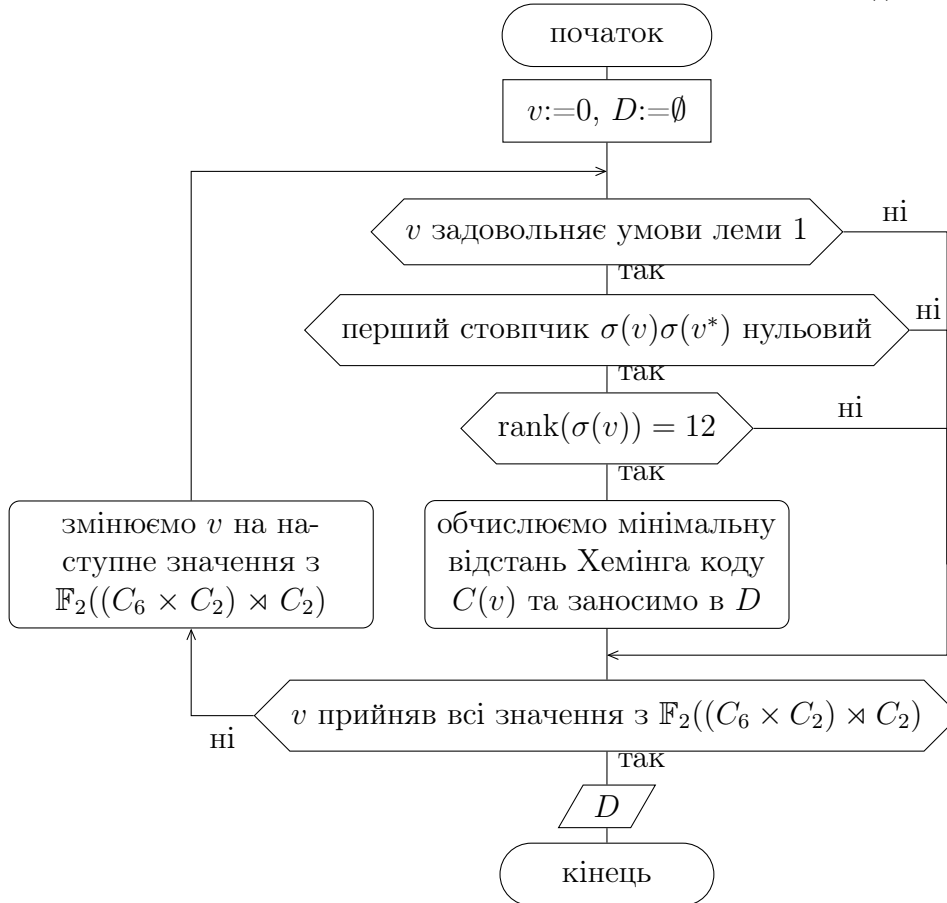 початок
v:=0, D:=∅
v задовольняє умови леми 1
ні
так
перший стовпчик σ(v)σ(v*) нульовий
ні
так
rank(σ(v)) = 12
ні
так
змінюємо v на на-
ступне значення з
𝔽₂((C₆ × C₂) ⋊ C₂)
обчислюємо мінімальну
відстань Хемінга коду
C(v) та заносимо в D
v прийняв всі значення з 𝔽₂((C₆ × C₂) ⋊ C₂)
ні
так
D
кінець